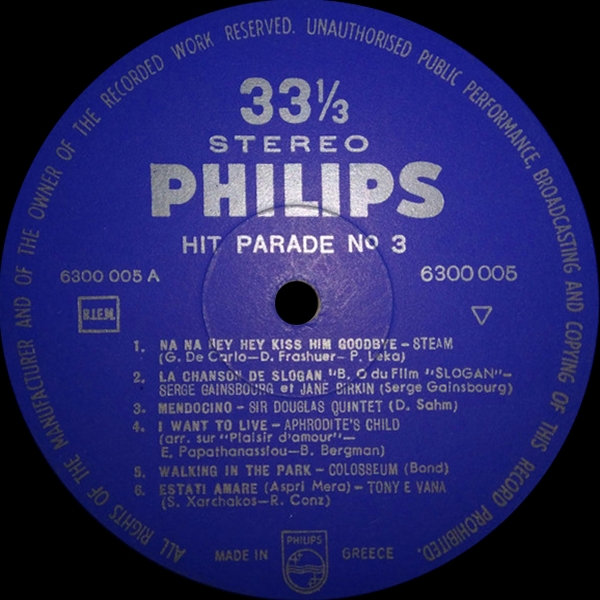 ALL RIGHTS OF THE MANUFACTURER AND OF THE OWNER OF THE RECORDED WORK RESERVED. UNAUTHORISED PUBLIC PERFORMANCE, BROADCASTING AND COPYING OF THIS RECORD PROHIBITED.
33⅓
STEREO
PHILIPS
HIT PARADE Nº 3
6300 005 A
6300 005
B.I.E.M.
1. NA NA HEY HEY KISS HIM GOODBYE – STEAM
(G. De Carlo – D. Frashuer – P. Leka)
2. LA CHANSON DE SLOGAN "B. O du Film "SLOGAN" –
SERGE GAINSBOURG et JANE BIRKIN (Serge Gainsbourg)
3. MENDOCINO – SIR DOUGLAS QUINTET (D. Sahm)
4. I WANT TO LIVE – APHRODITE'S CHILD
(arr. sur "Plaisir d'amour" –
E. Papathanassiou – B. Bergman)
5. WALKING IN THE PARK – COLOSSEUM (Bond)
6. ESTATI AMARE (Aspri Mera) – TONY E VANA
(S. Xarchakos – R. Conz)
MADE IN GREECE
PHILIPS